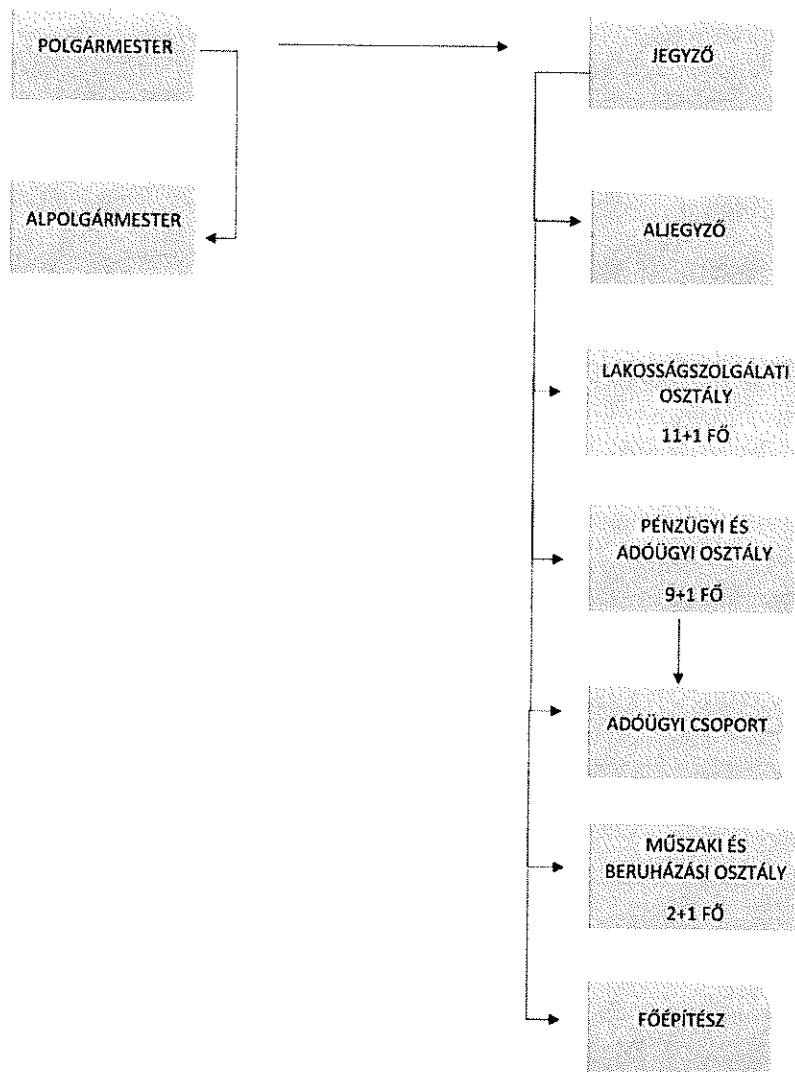 POLGÁRMESTER
ALPOLGÁRMESTER
JEGYZŐ
ALJEGYZŐ
LAKOSSÁGSZOLGÁLATI
OSZTÁLY
11+1 FŐ
PÉNZÜGYI ÉS
ADÓÜGYI OSZTÁLY
9+1 FŐ
ADÓÜGYI CSOPORT
MŰSZAKI ÉS
BERUHÁZÁSI OSZTÁLY
2+1 FŐ
FŐÉPÍTÉSZ